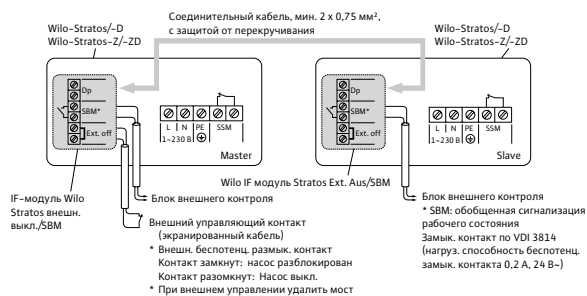 Соединительный кабель, мин. 2 x 0,75 мм²,
с защитой от перекручивания
Wilo-Stratos/-D
Wilo-Stratos-Z/-ZD
Wilo-Stratos/-D
Wilo-Stratos-Z/-ZD
Dp
SBM*
Ext. off
L N PE SSM
1~230 В
Master
Dp
SBM*
Ext. off
L N PE SSM
1~230 В
Slave
Wilo IF модуль Stratos Ext. Aus/SBM
IF-модуль Wilo
Stratos внешн.
выкл./SBM
Блок внешнего контроля
Внешний управляющий контакт
(экранированный кабель)
* Внешн. беспотенц. размык. контакт
Контакт замкнут: насос разблокирован
Контакт разомкнут: Насос выкл.
* При внешнем управлении удалить мост
Блок внешнего контроля
* SBM: обобщенная сигнализация
рабочего состояния
Замык. контакт по VDI 3814
(нагруз. способность беспотенц.
замык. контакта 0,2 A, 24 В~)